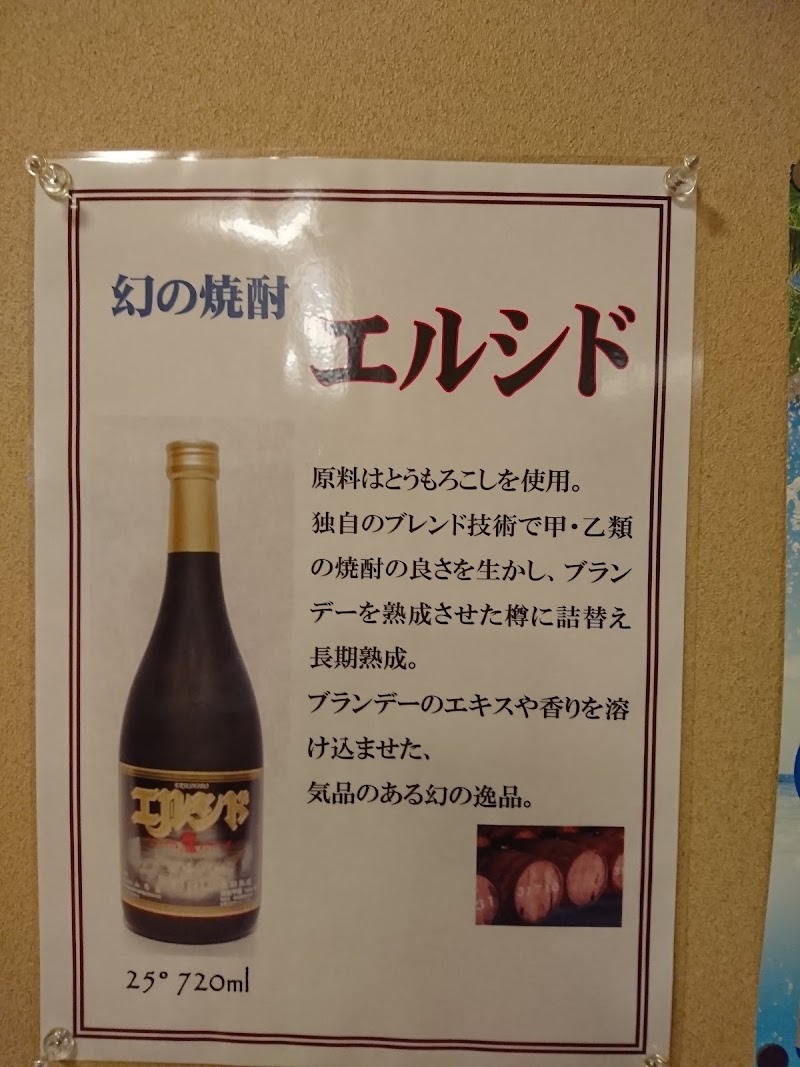 幻の焼酎
エルシド
原料はとうもろこしを使用。
独自のブレンド技術で甲・乙類
の焼酎の良さを生かし、ブラン
デーを熟成させた樽に詰替え
長期熟成。
ブランデーのエキスや香りを溶
け込ませた、
気品のある幻の逸品。
エルシド
25° 720ml